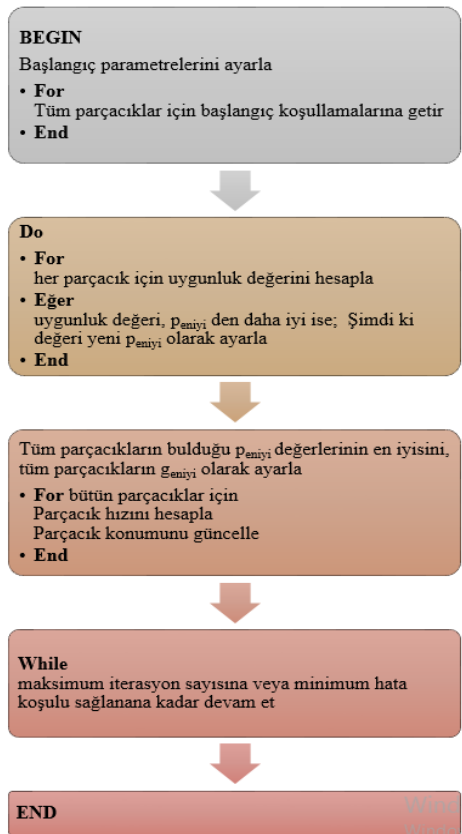 BEGIN
Başlangıç parametrelerini ayarla
• For
Tüm parçacıklar için başlangıç koşullamalarına getir
• End
Do
• For
her parçacık için uygunluk değerini hesapla
• Eğer
uygunluk değeri, peniyi den daha iyi ise; Şimdi ki
değeri yeni peniyi olarak ayarla
• End
Tüm parçacıkların bulduğu peniyi değerlerinin en iyisini,
tüm parçacıkların geniyi olarak ayarla
• For bütün parçacıklar için
Parçacık hızını hesapla
Parçacık konumunu güncelle
• End
While
maksimum iterasyon sayısına veya minimum hata
koşulu sağlanana kadar devam et
END